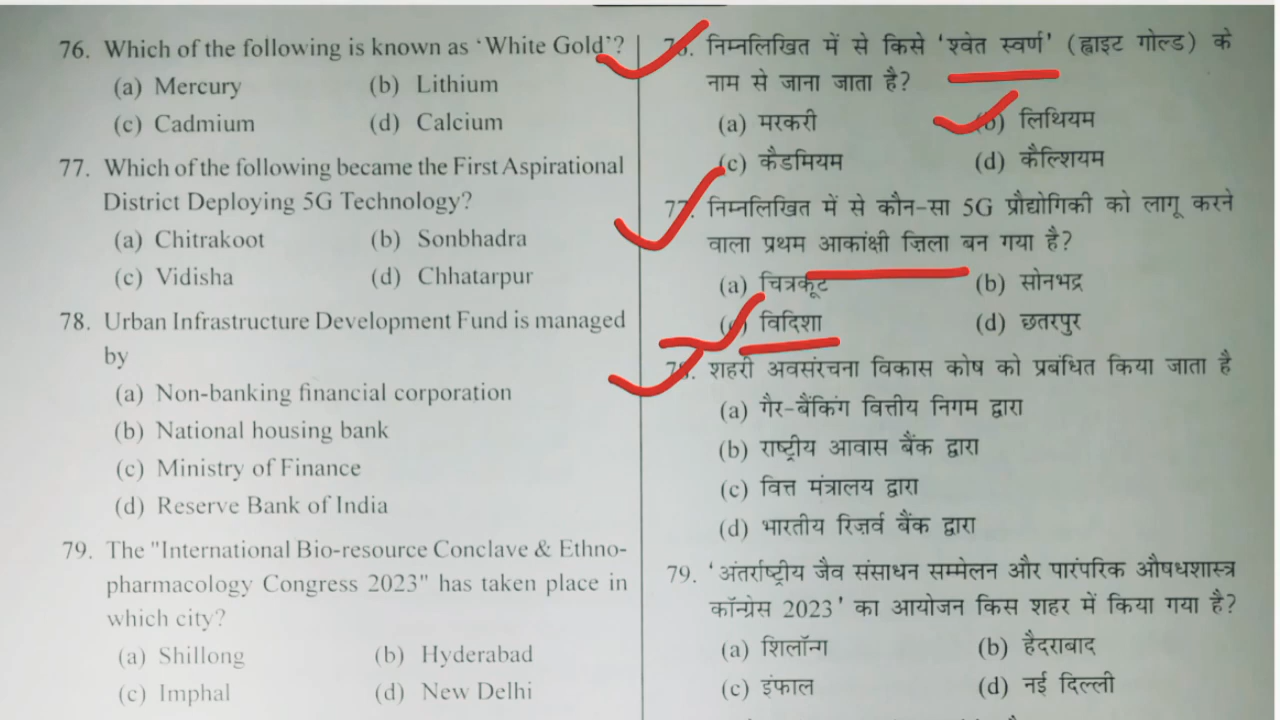 76. Which of the following is known as 'White Gold'?
(a) Mercury (b) Lithium
(c) Cadmium (d) Calcium
77. Which of the following became the First Aspirational
District Deploying 5G Technology?
(a) Chitrakoot (b) Sonbhadra
(c) Vidisha (d) Chhatarpur
78. Urban Infrastructure Development Fund is managed
by
(a) Non-banking financial corporation
(b) National housing bank
(c) Ministry of Finance
(d) Reserve Bank of India
79. The "International Bio-resource Conclave & Ethno-
pharmacology Congress 2023" has taken place in
which city?
(a) Shillong (b) Hyderabad
(c) Imphal (d) New Delhi
76. निम्नलिखित में से किसे 'श्वेत स्वर्ण' (ह्वाइट गोल्ड) के
नाम से जाना जाता है?
(a) मरकरी (b) लिथियम
(c) कैडमियम (d) कैल्शियम
77. निम्नलिखित में से कौन-सा 5G प्रौद्योगिकी को लागू करने
वाला प्रथम आकांक्षी ज़िला बन गया है?
(a) चित्रकूट (b) सोनभद्र
(c) विदिशा (d) छतरपुर
78. शहरी अवसंरचना विकास कोष को प्रबंधित किया जाता है
(a) गैर-बैंकिंग वित्तीय निगम द्वारा
(b) राष्ट्रीय आवास बैंक द्वारा
(c) वित्त मंत्रालय द्वारा
(d) भारतीय रिज़र्व बैंक द्वारा
79. 'अंतर्राष्ट्रीय जैव संसाधन सम्मेलन और पारंपरिक औषधशास्त्र
कॉन्ग्रेस 2023' का आयोजन किस शहर में किया गया है?
(a) शिलॉन्ग (b) हैदराबाद
(c) इंफाल (d) नई दिल्ली